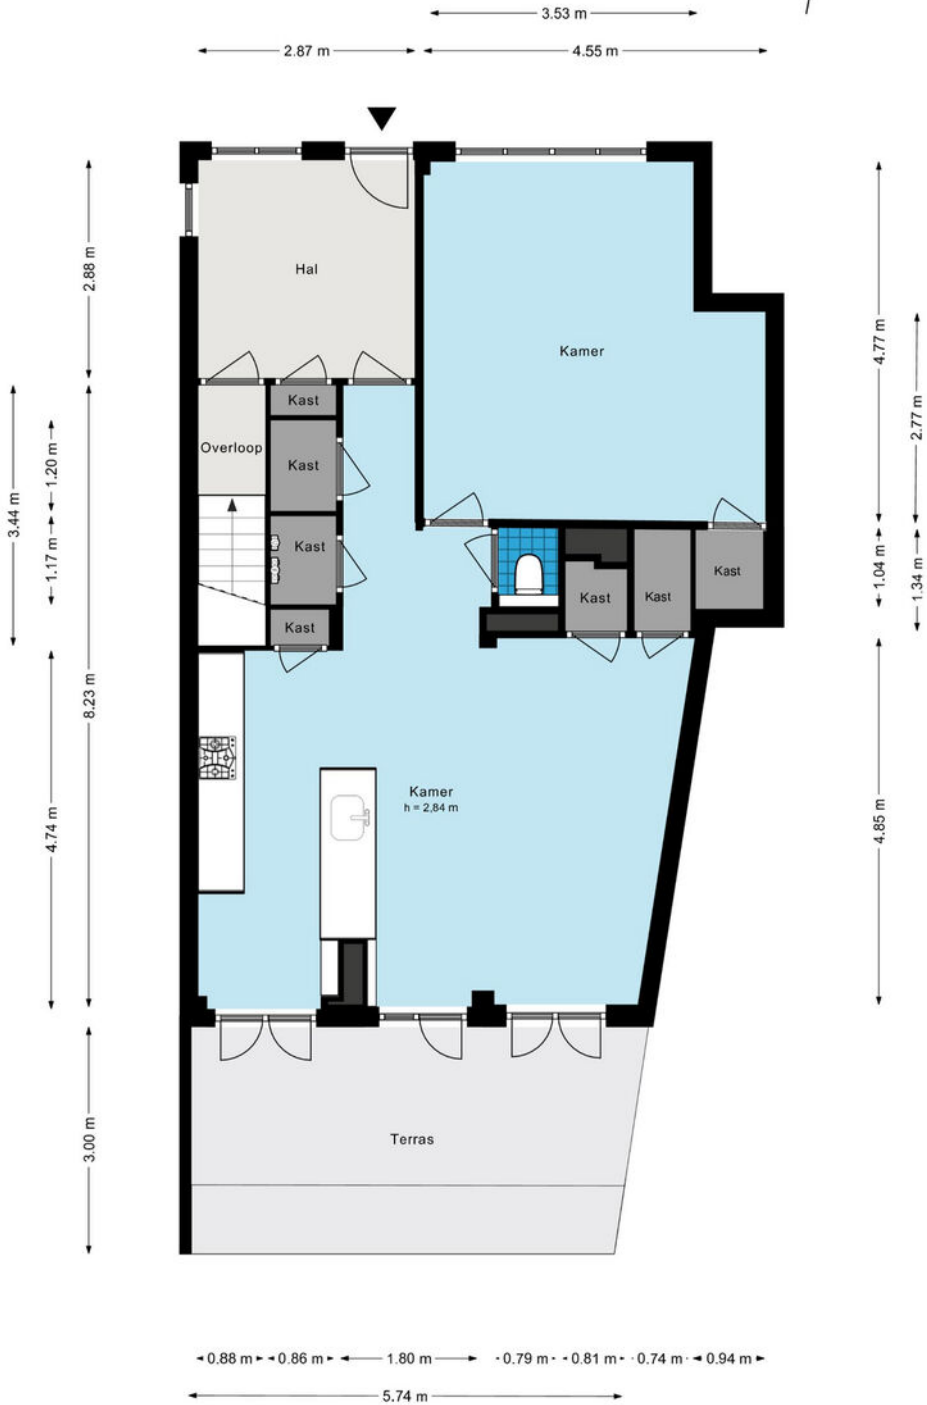 3.53 m
2.87 m
4.55 m
2.88 m
Hal
4.77 m
Kamer
2.77 m
3.44 m
1.20 m
Kast
Overloop
Kast
1.17 m
Kast
1.04 m
1.34 m
Kast
Kast
Kast
Kast
8.23 m
4.74 m
Kamer
h = 2,84 m
4.85 m
3.00 m
Terras
0.88 m
0.86 m
1.80 m
0.79 m
0.81 m
0.74 m
0.94 m
5.74 m